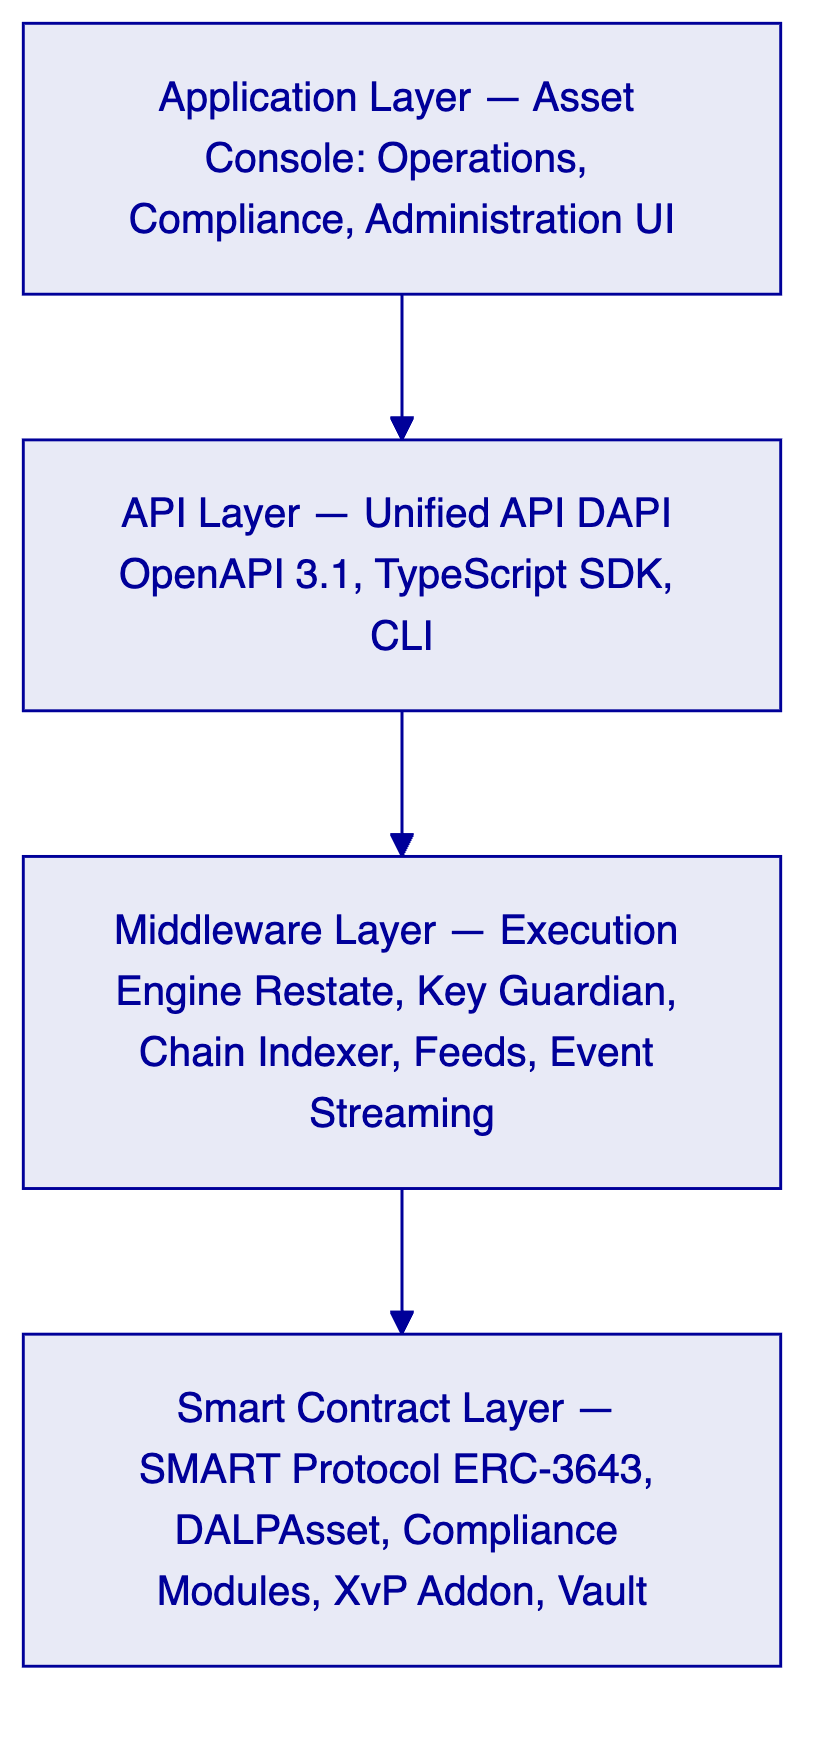 Application Layer — Asset
Console: Operations,
Compliance, Administration UI
API Layer — Unified API DAPI
OpenAPI 3.1, TypeScript SDK,
CLI
Middleware Layer — Execution
Engine Restate, Key Guardian,
Chain Indexer, Feeds, Event
Streaming
Smart Contract Layer —
SMART Protocol ERC-3643,
DALPAsset, Compliance
Modules, XvP Addon, Vault